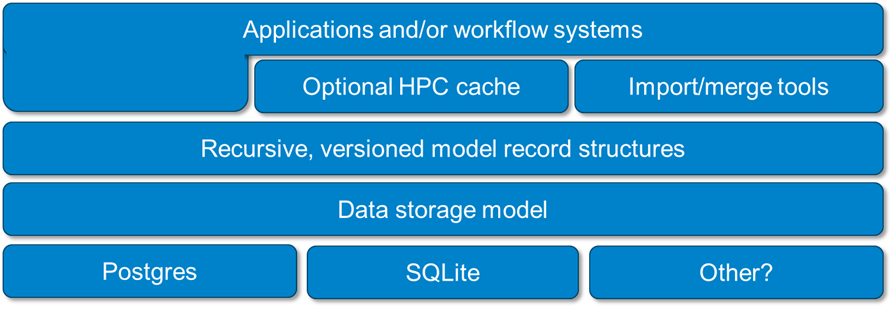 Applications and/or workflow systems
Optional HPC cache
Import/merge tools
Recursive, versioned model record structures
Data storage model
Postgres
SQLite
Other?